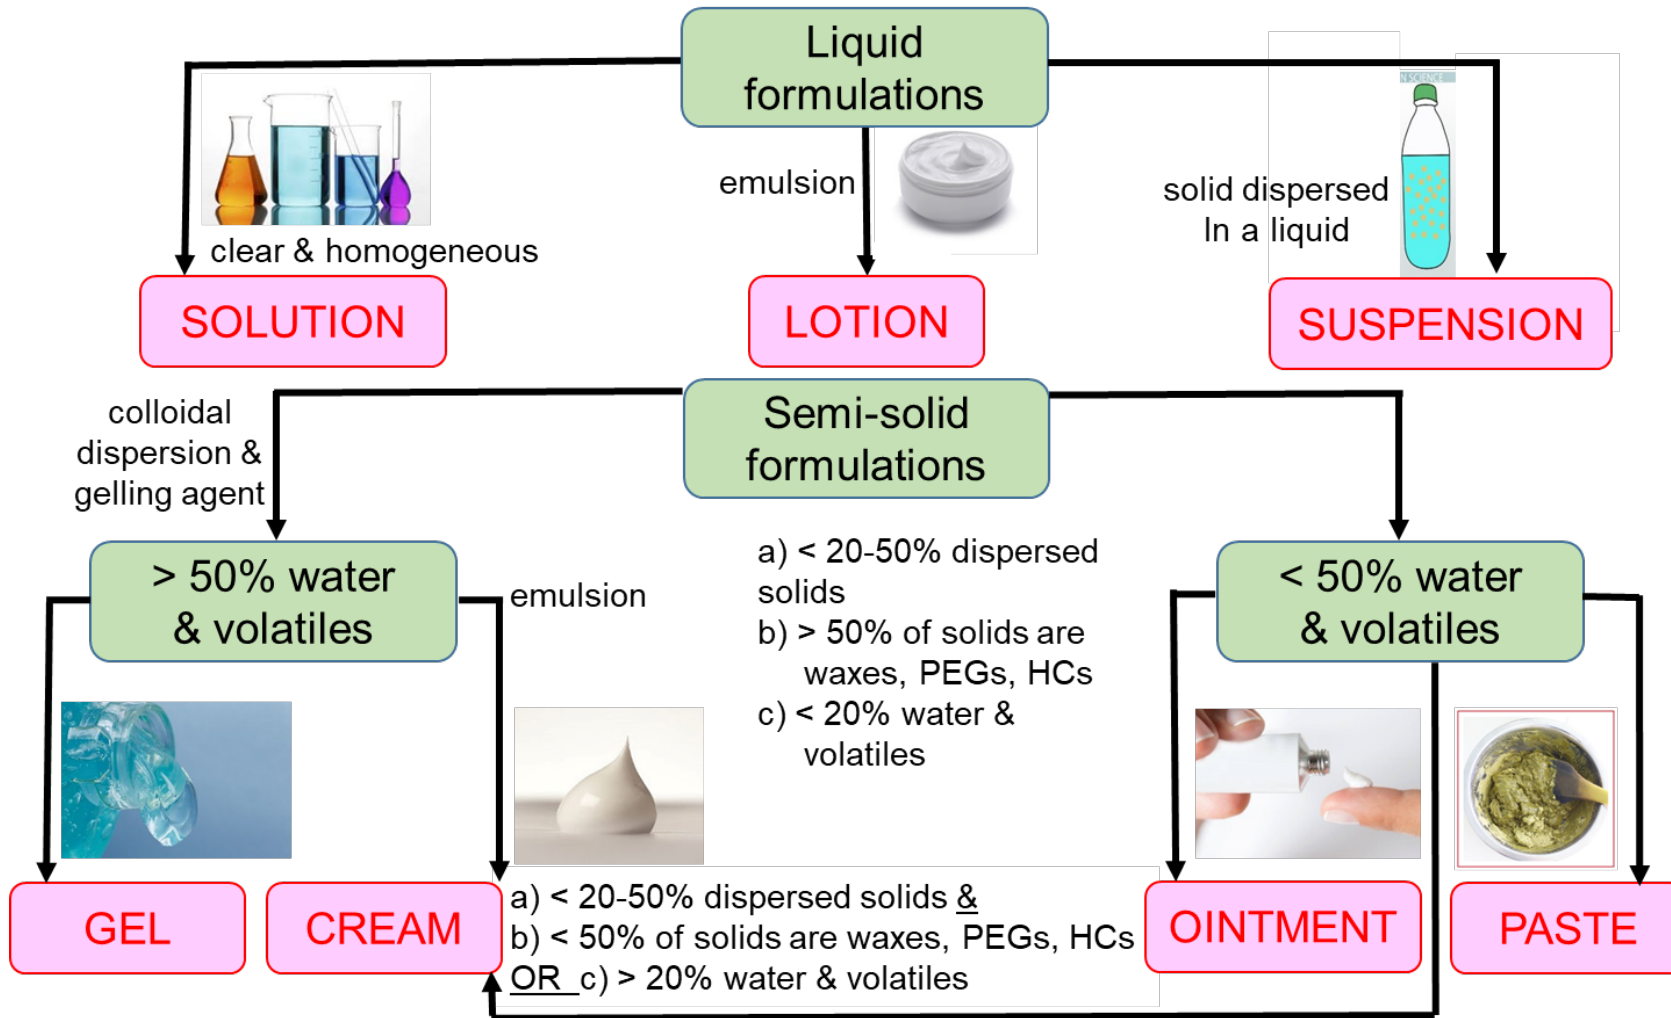 Liquid
formulations
N SCIENCE
emulsion
solid dispersed
In a liquid
clear & homogeneous
SOLUTION
LOTION
SUSPENSION
colloidal
dispersion &
gelling agent
Semi-solid
formulations
> 50% water
& volatiles
emulsion
a) < 20-50% dispersed
solids
b) > 50% of solids are
waxes, PEGs, HCs
c) < 20% water &
volatiles
< 50% water
& volatiles
GEL
CREAM
a) < 20-50% dispersed solids &
b) < 50% of solids are waxes, PEGs, HCs
OR c) > 20% water & volatiles
OINTMENT
PASTE